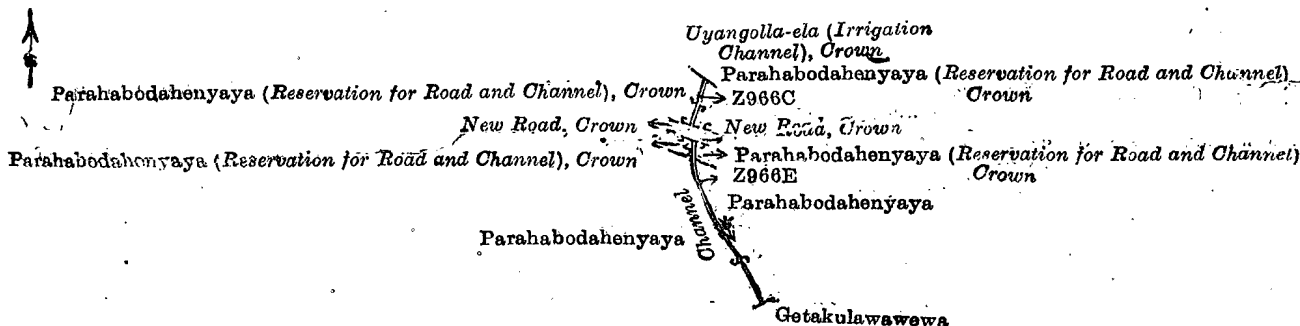 Uyangolla-ela (Irrigation
Channel), Crown
Parahabodahenyaya (Reservation for Road and Channel)
Crown
Parahabodahenyaya (Reservation for Road and Channel), Crown
Z966C
New Road, Crown
New Road, Crown
Parahabodahenyaya (Reservation for Road and Channel), Crown
Parahabodahenyaya (Reservation for Road and Channel)
Crown
Z966E
Parahabodahenyaya
Parahabodahenyaya
Channel
Getakulawawewa